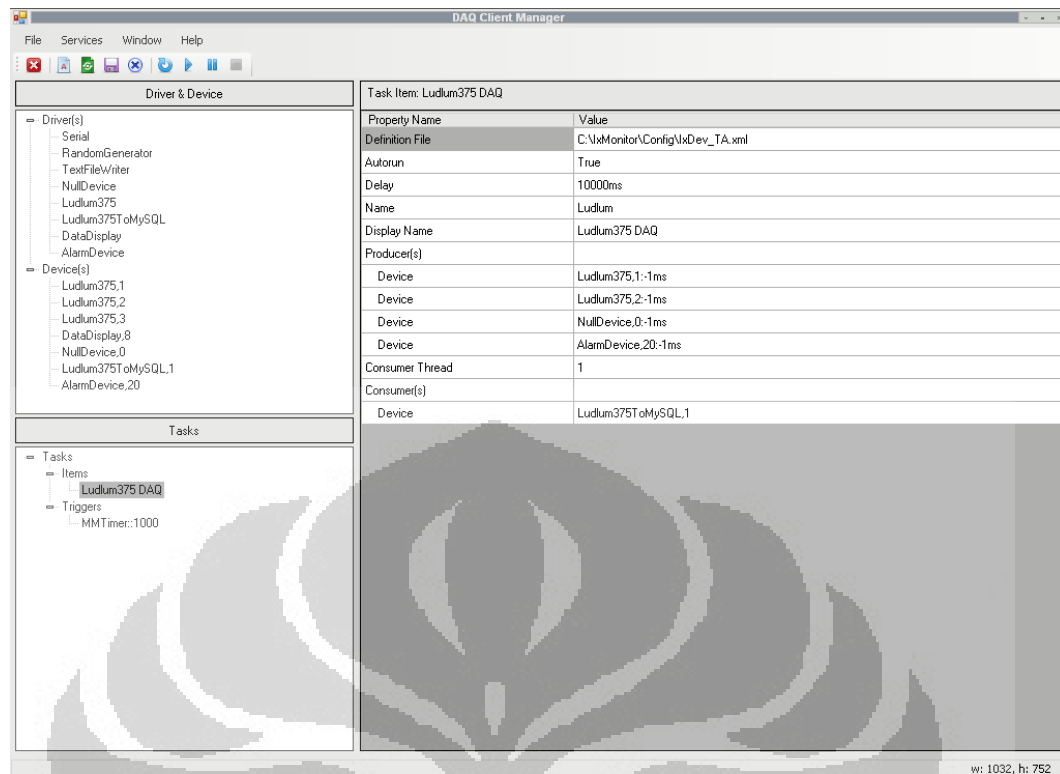 DAQ Client Manager
File Services Window Help
Driver & Device
Driver(s)
Serial
RandomGenerator
TextFileWriter
NullDevice
Ludlum375
Ludlum375ToMySQL
DataDisplay
AlarmDevice
Device(s)
Ludlum375,1
Ludlum375,2
Ludlum375,3
DataDisplay,8
NullDevice,0
Ludlum375ToMySQL,1
AlarmDevice,20
Tasks
Tasks
Items
Ludlum375 DAQ
Triggers
MMTimer::1000
Task Item: Ludlum375 DAQ
Property Name Value
Definition File C:\IxMonitor\Config\IxDev_TA.xml
Autorun True
Delay 10000ms
Name Ludlum
Display Name Ludlum375 DAQ
Producer(s)
Device Ludlum375,1:-1ms
Device Ludlum375,2:-1ms
Device NullDevice,0:-1ms
Device AlarmDevice,20:-1ms
Consumer Thread 1
Consumer(s)
Device Ludlum375ToMySQL,1
w: 1032, h: 752